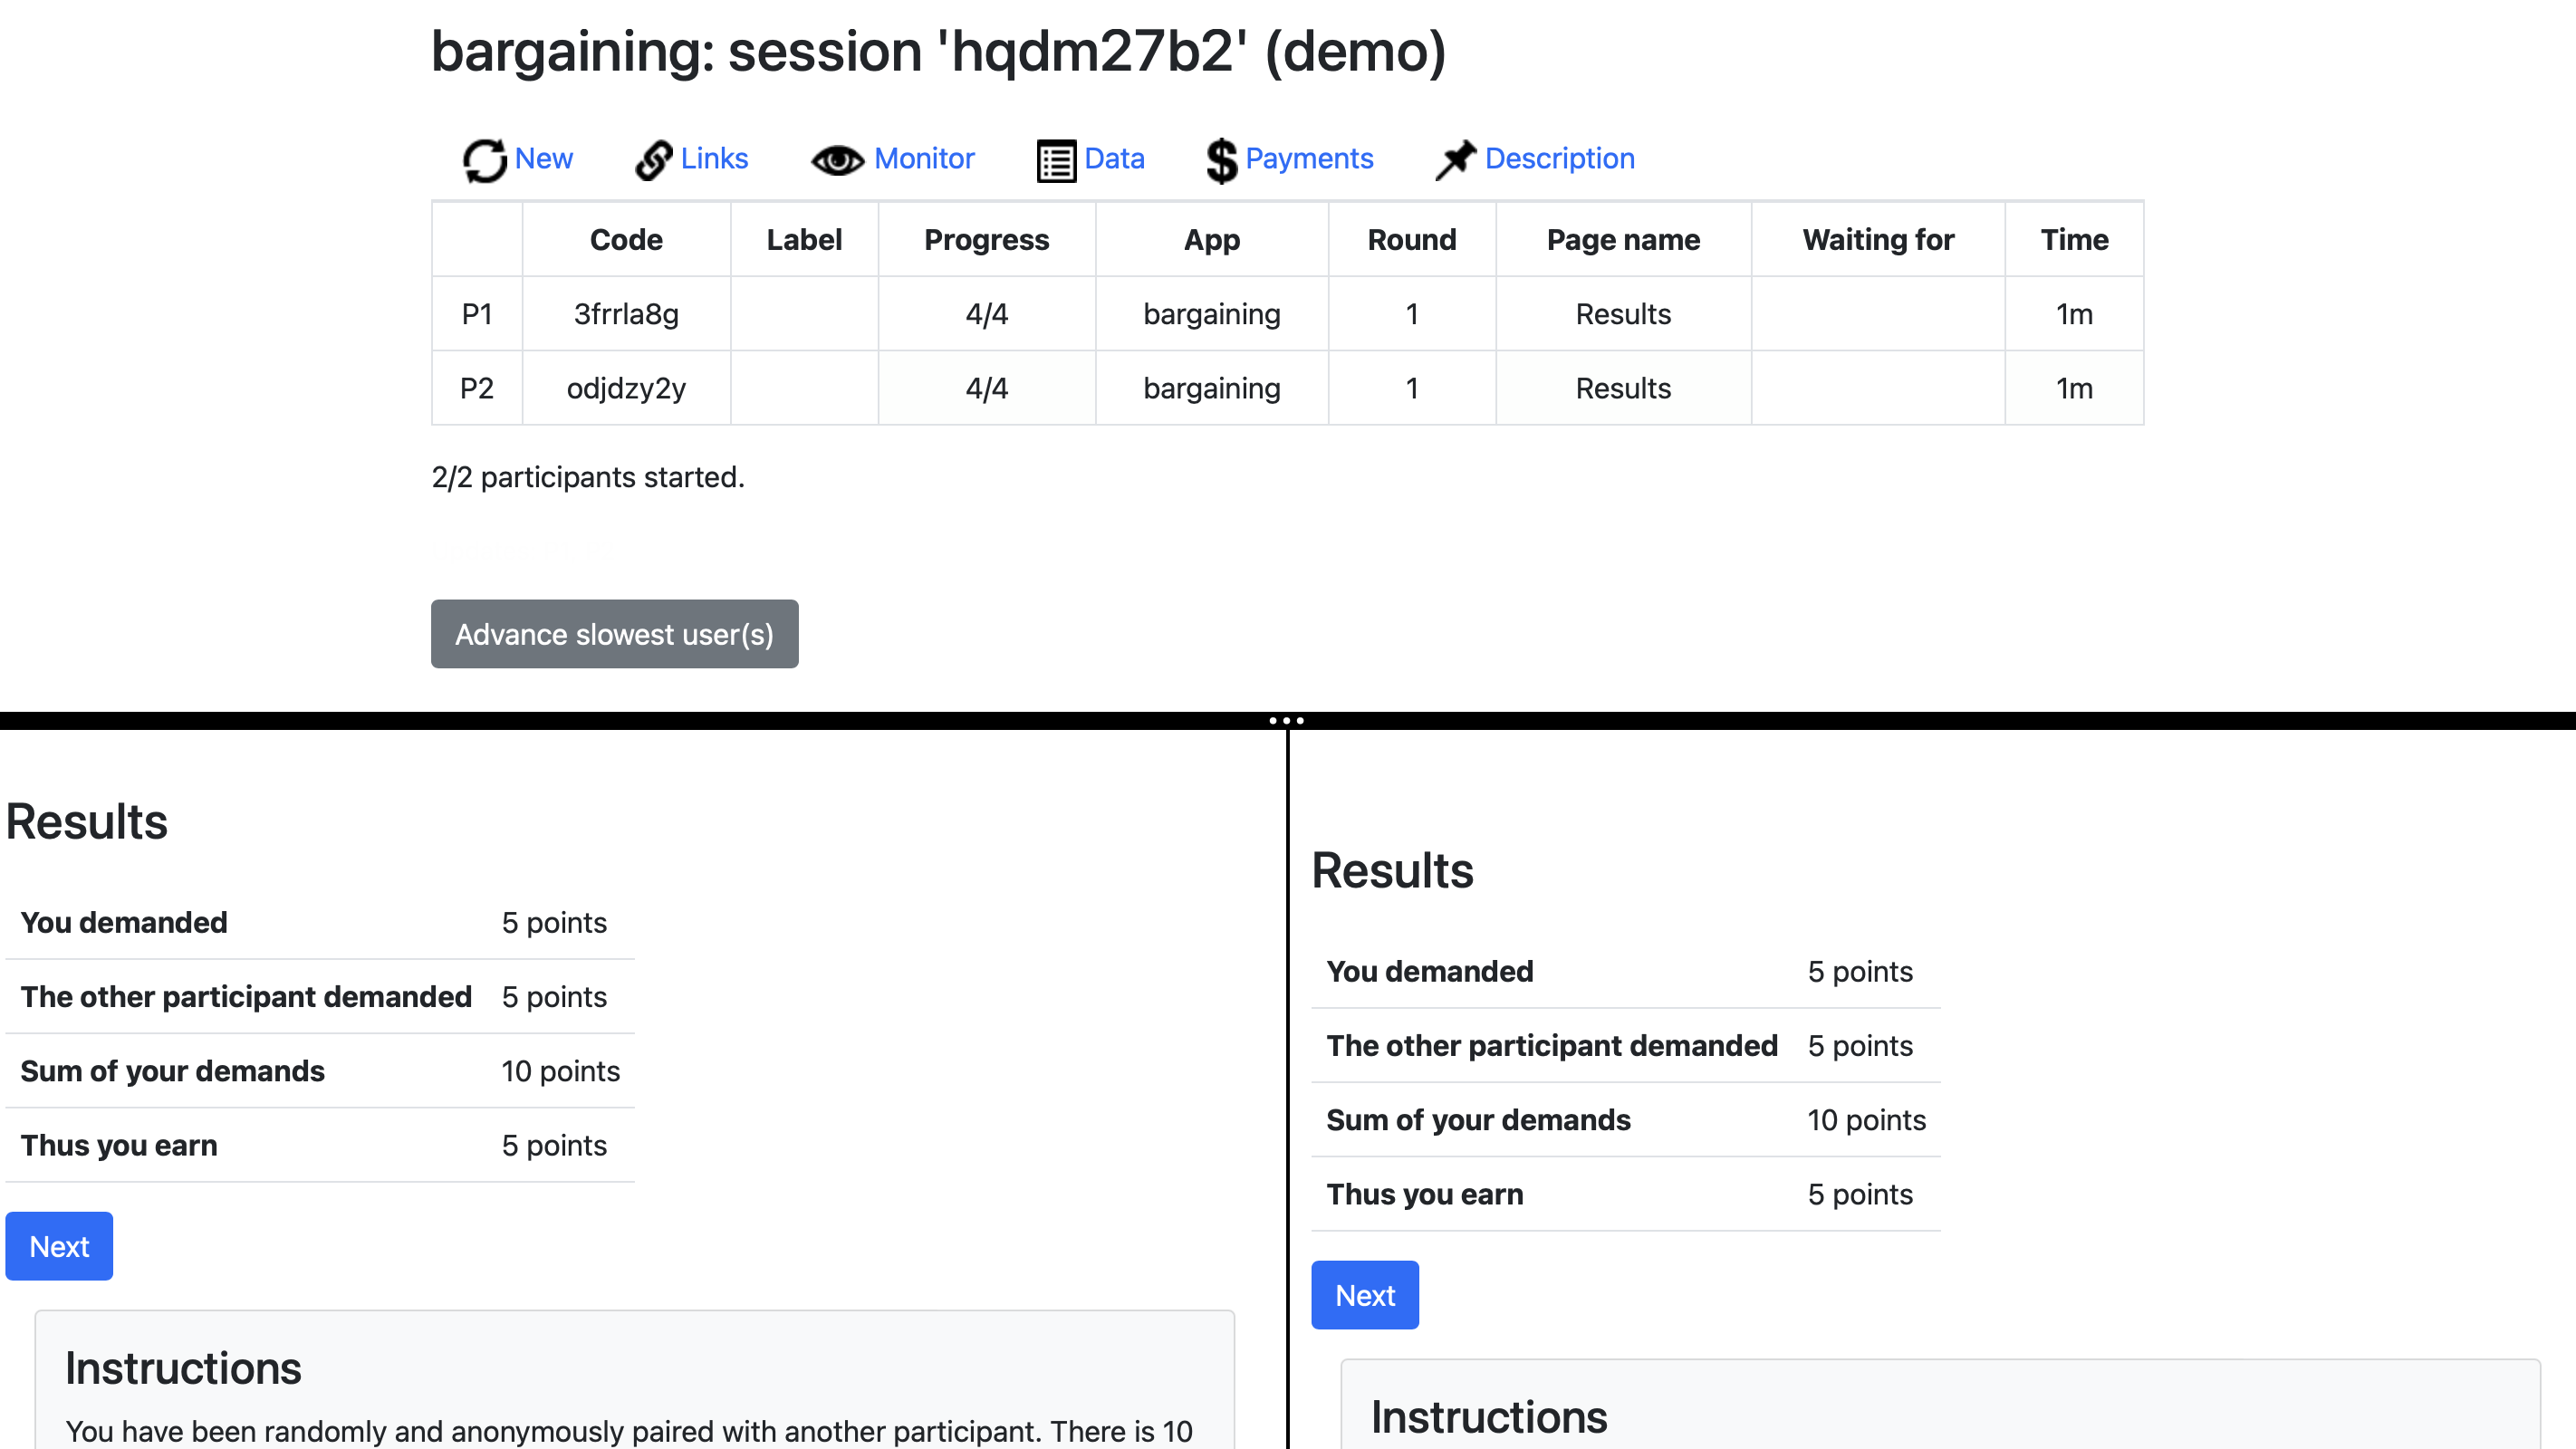 bargaining: session 'hqdm27b2' (demo)
New Links Monitor Data Payments Description
Code Label Progress App Round Page name Waiting for Time
P1 3frrla8g 4/4 bargaining 1 Results 1m
P2 odjdzy2y 4/4 bargaining 1 Results 1m
2/2 participants started.
Advance slowest user(s)
Results
You demanded 5 points
The other participant demanded 5 points
Sum of your demands 10 points
Thus you earn 5 points
Next
Instructions
You have been randomly and anonymously paired with another participant. There is 10
Results
You demanded 5 points
The other participant demanded 5 points
Sum of your demands 10 points
Thus you earn 5 points
Next
Instructions